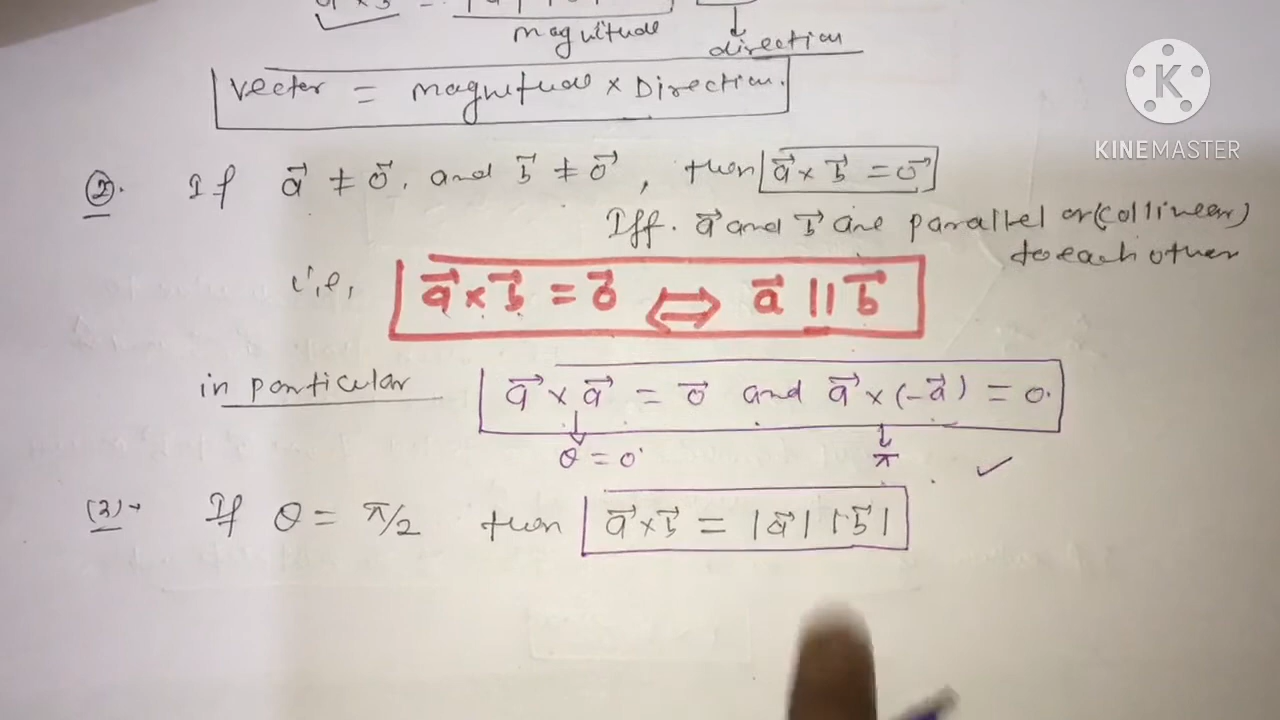 magnitude direction
Vector = magnitude × Direction.
KINEMASTER
②. If a⃗ ≠ 0⃗, and b⃗ ≠ 0⃗, then a⃗ × b⃗ = 0⃗
Iff. a⃗ and b⃗ are parallel or (collinear)
to each other
i.e, a⃗ × b⃗ = 0⃗ ⇔ a⃗ || b⃗
in particular a⃗ × a⃗ = 0⃗ and a⃗ × (-a⃗) = 0.
θ = 0° π ✓
(3)→ If θ = π/2 then a⃗ × b⃗ = |a⃗| |b⃗|